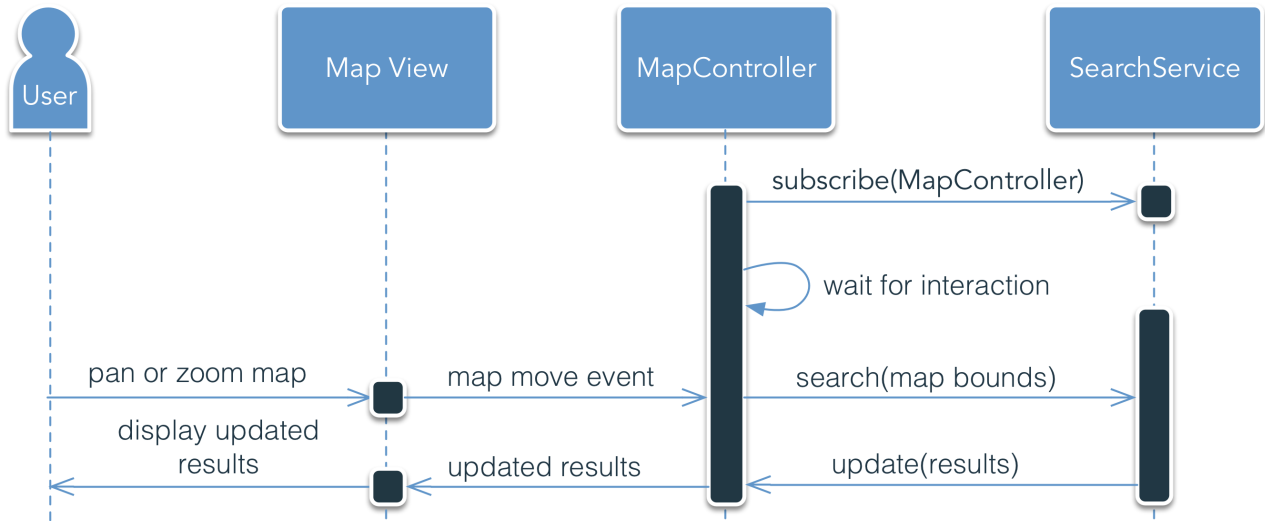 User
Map View
MapController
SearchService
subscribe(MapController)
wait for interaction
pan or zoom map
map move event
search(map bounds)
display updated
results
updated results
update(results)